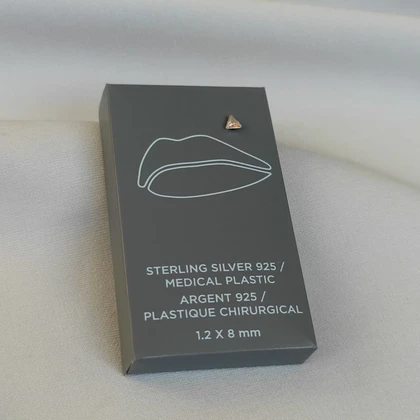 STERLING SILVER 925 /
MEDICAL PLASTIC
ARGENT 925 /
PLASTIQUE CHIRURGICAL
1.2 X 8 mm